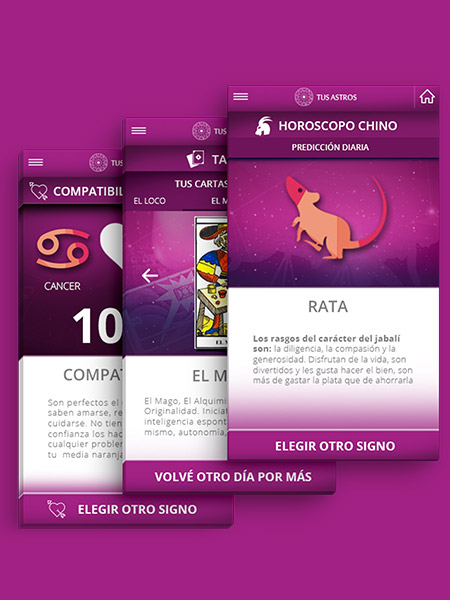 TUS ASTROS
HOROSCOPO CHINO
PREDICCIÓN DIARIA
RATA
Los rasgos del carácter del jabalí
son: la diligencia, la compasión y la
generosidad. Disfrutan de la vida, son
divertidos y les gusta hacer el bien, son
más de gastar la plata que de ahorrarla
ELEGIR OTRO SIGNO
TUS
TA
TUS CARTAS
EL LOCO
EL M
EL M
El Mago, El Alquimi
Originalidad. Iniciat
inteligencia espont
mismo, autonomía,
VOLVÉ OTRO DÍA POR MÁS
TUS
COMPATIBIL
CANCER
10
COMPAT
Son perfectos el
saben amarse, re
cuidarse. No tien
confianza los ha
cualquier proble
tu media naranj
ELEGIR OTRO SIGNO